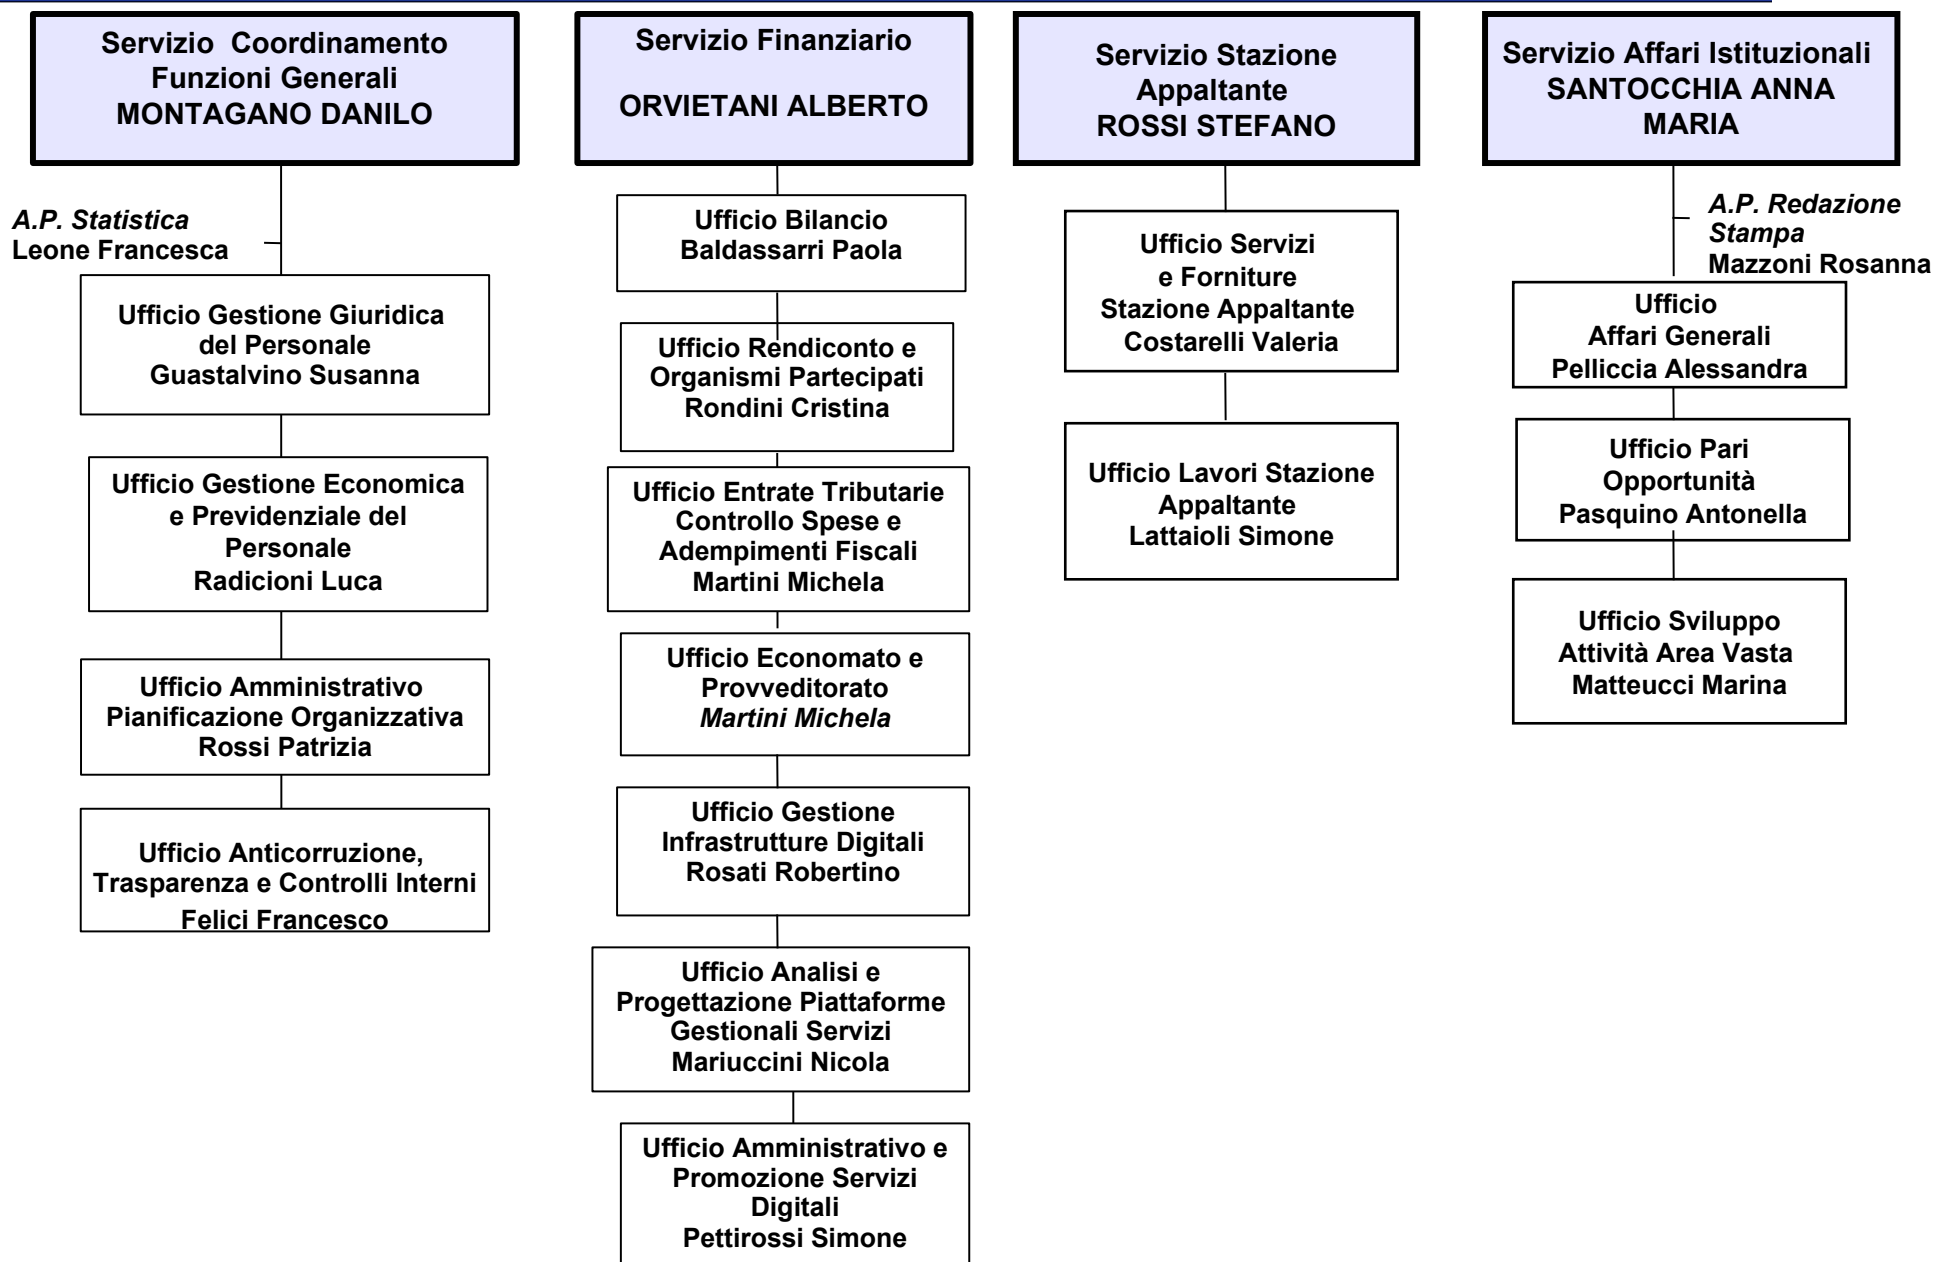 Servizio Coordinamento
Funzioni Generali
MONTAGANO DANILO
A.P. Statistica
Leone Francesca
Ufficio Gestione Giuridica
del Personale
Guastalvino Susanna
Ufficio Gestione Economica
e Previdenziale del
Personale
Radicioni Luca
Ufficio Amministrativo
Pianificazione Organizzativa
Rossi Patrizia
Ufficio Anticorruzione,
Trasparenza e Controlli Interni
Felici Francesco
Servizio Finanziario
ORVIETANI ALBERTO
Ufficio Bilancio
Baldassarri Paola
Ufficio Rendiconto e
Organismi Partecipati
Rondini Cristina
Ufficio Entrate Tributarie
Controllo Spese e
Adempimenti Fiscali
Martini Michela
Ufficio Economato e
Provveditorato
Martini Michela
Ufficio Gestione
Infrastrutture Digitali
Rosati Robertino
Ufficio Analisi e
Progettazione Piattaforme
Gestionali Servizi
Mariuccini Nicola
Ufficio Amministrativo e
Promozione Servizi
Digitali
Pettirossi Simone
Servizio Stazione
Appaltante
ROSSI STEFANO
Ufficio Servizi
e Forniture
Stazione Appaltante
Costarelli Valeria
Ufficio Lavori Stazione
Appaltante
Lattaioli Simone
Servizio Affari Istituzionali
SANTOCCHIA ANNA
MARIA
A.P. Redazione
Stampa
Mazzoni Rosanna
Ufficio
Affari Generali
Pelliccia Alessandra
Ufficio Pari
Opportunità
Pasquino Antonella
Ufficio Sviluppo
Attività Area Vasta
Matteucci Marina